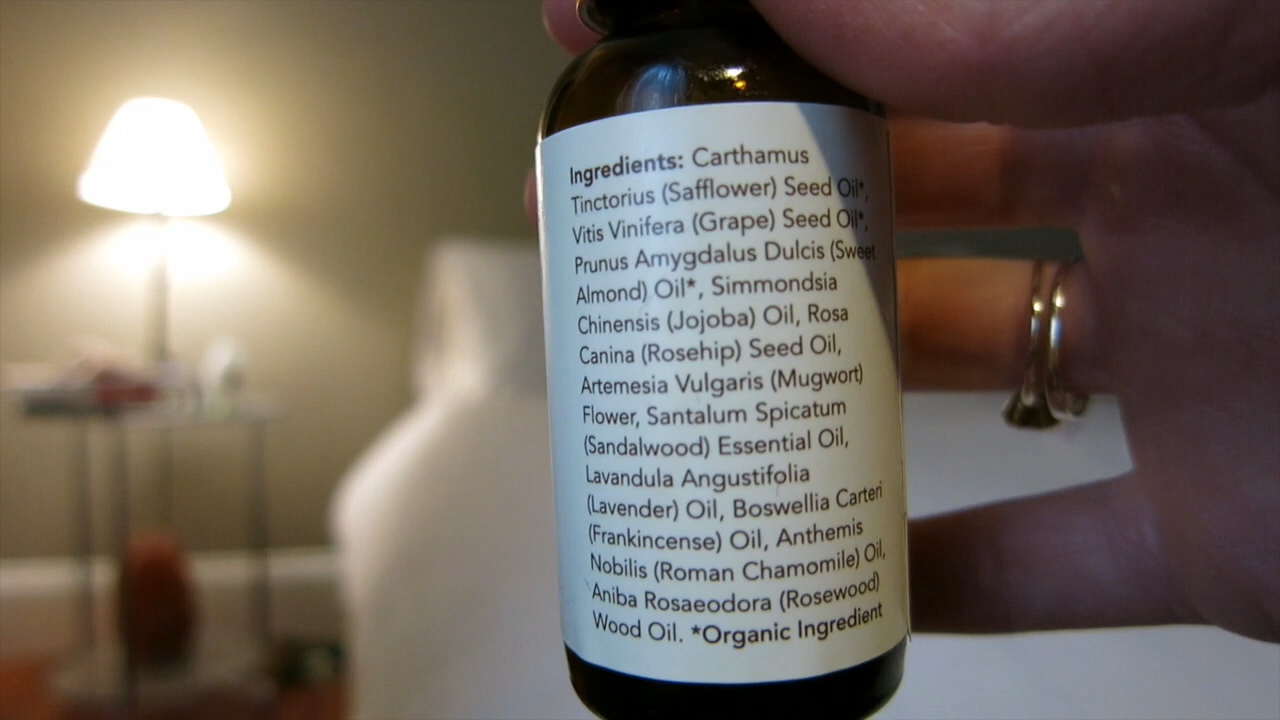 Ingredients: Carthamus
Tinctorius (Safflower) Seed Oil*,
Vitis Vinifera (Grape) Seed Oil*,
Prunus Amygdalus Dulcis (Sweet
Almond) Oil*, Simmondsia
Chinensis (Jojoba) Oil, Rosa
Canina (Rosehip) Seed Oil,
Artemesia Vulgaris (Mugwort)
Flower, Santalum Spicatum
(Sandalwood) Essential Oil,
Lavandula Angustifolia
(Lavender) Oil, Boswellia Carteri
(Frankincense) Oil, Anthemis
Nobilis (Roman Chamomile) Oil,
Aniba Rosaeodora (Rosewood)
Wood Oil. *Organic Ingredient